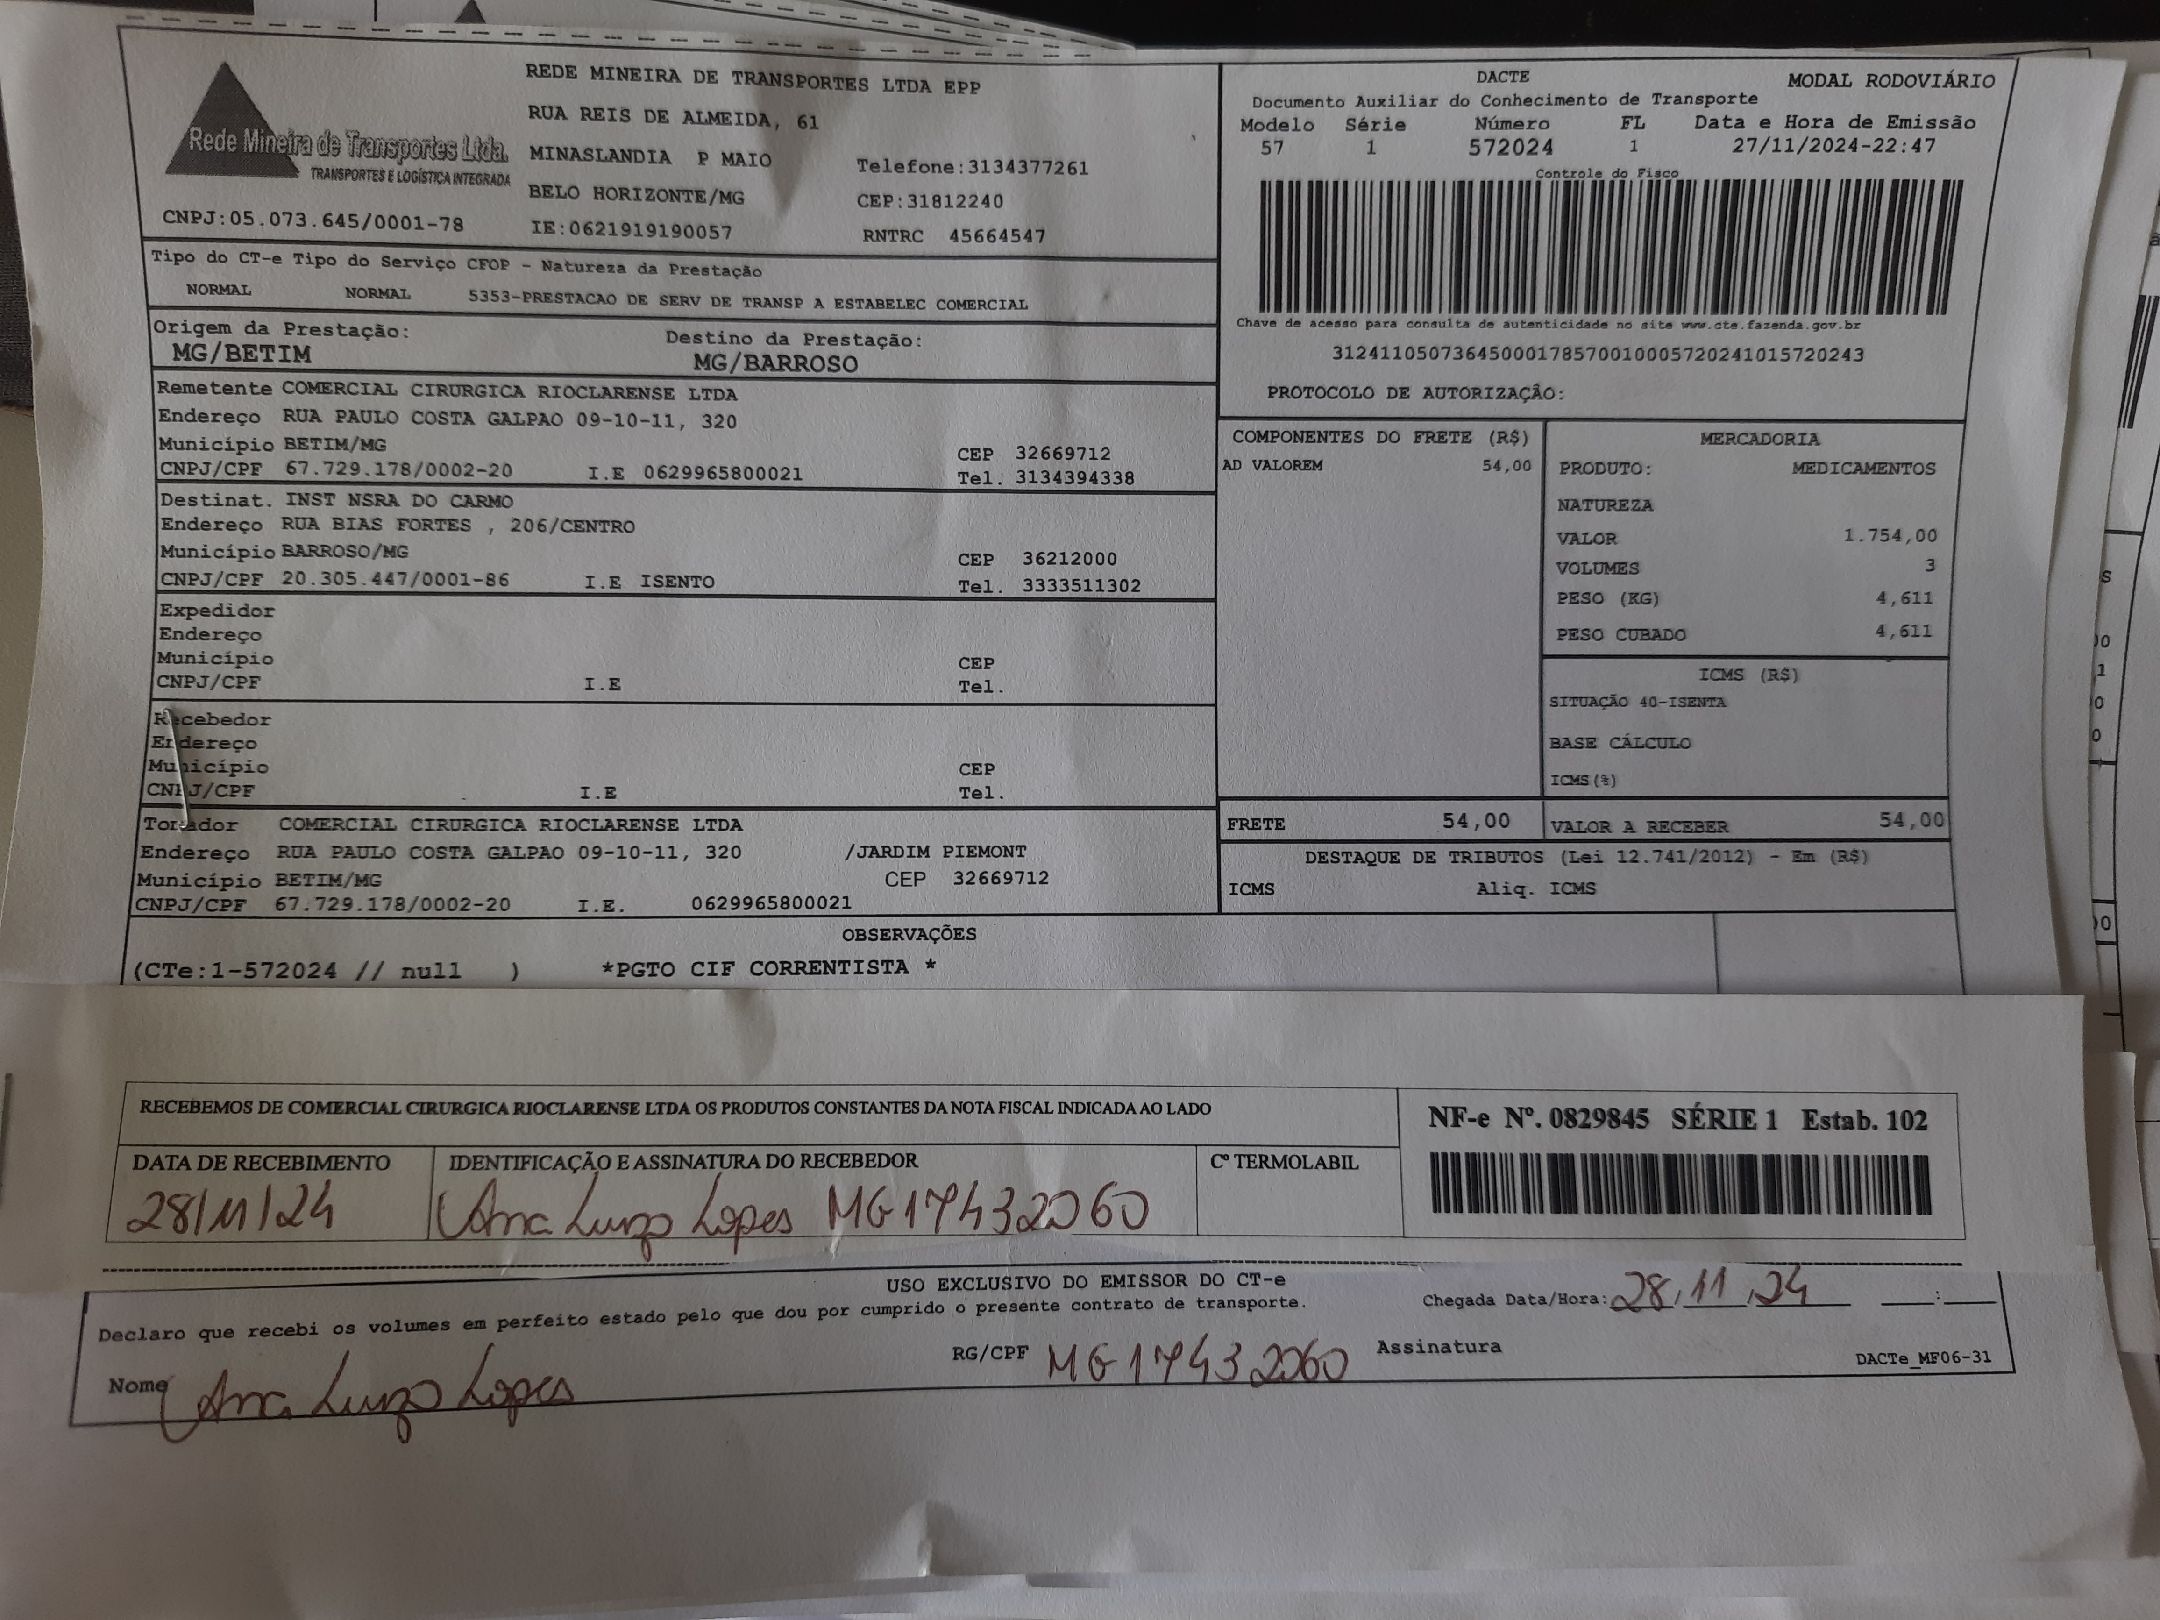 Rede Mineira de Transportes Ltda.
TRANSPORTES E LOGÍSTICA INTEGRADA
CNPJ:05.073.645/0001-78
REDE MINEIRA DE TRANSPORTES LTDA EPP
RUA REIS DE ALMEIDA, 61
MINASLANDIA P MAIO Telefone:3134377261
BELO HORIZONTE/MG CEP:31812240
IE:0621919190057 RNTRC 45664547
DACTE MODAL RODOVIÁRIO
Documento Auxiliar do Conhecimento de Transporte
Modelo Série Número FL Data e Hora de Emissão
57 1 572024 1 27/11/2024-22:47
Controle do Fisco
Chave de acesso para consulta de autenticidade no site www.cte.fazenda.gov.br
31241105073645000178570010005720241015720243
PROTOCOLO DE AUTORIZAÇÃO:
Tipo do CT-e Tipo do Serviço CFOP - Natureza da Prestação
NORMAL NORMAL 5353-PRESTACAO DE SERV DE TRANSP A ESTABELEC COMERCIAL
Origem da Prestação: Destino da Prestação:
MG/BETIM MG/BARROSO
Remetente COMERCIAL CIRURGICA RIOCLARENSE LTDA
Endereço RUA PAULO COSTA GALPAO 09-10-11, 320
Município BETIM/MG CEP 32669712
CNPJ/CPF 67.729.178/0002-20 I.E 0629965800021 Tel. 3134394338
Destinat. INST NSRA DO CARMO
Endereço RUA BIAS FORTES , 206/CENTRO
Município BARROSO/MG CEP 36212000
CNPJ/CPF 20.305.447/0001-86 I.E ISENTO Tel. 3333511302
Expedidor
Endereço
Município CEP
CNPJ/CPF I.E Tel.
Recebedor
Endereço
Município CEP
CNPJ/CPF I.E Tel.
Tomador COMERCIAL CIRURGICA RIOCLARENSE LTDA
Endereço RUA PAULO COSTA GALPAO 09-10-11, 320 /JARDIM PIEMONT
Município BETIM/MG CEP 32669712
CNPJ/CPF 67.729.178/0002-20 I.E. 0629965800021
COMPONENTES DO FRETE (R$)
AD VALOREM 54,00
MERCADORIA
PRODUTO: MEDICAMENTOS
NATUREZA
VALOR 1.754,00
VOLUMES 3
PESO (KG) 4,611
PESO CUBADO 4,611
ICMS (R$)
SITUAÇÃO 40-ISENTA
BASE CÁLCULO
ICMS(%)
FRETE 54,00 VALOR A RECEBER 54,00
DESTAQUE DE TRIBUTOS (Lei 12.741/2012) - Em (R$)
ICMS Aliq. ICMS
OBSERVAÇÕES
(CTe:1-572024 // null ) *PGTO CIF CORRENTISTA *
RECEBEMOS DE COMERCIAL CIRURGICA RIOCLARENSE LTDA OS PRODUTOS CONSTANTES DA NOTA FISCAL INDICADA AO LADO
NF-e Nº. 0829845 SÉRIE 1 Estab. 102
DATA DE RECEBIMENTO IDENTIFICAÇÃO E ASSINATURA DO RECEBEDOR Cº TERMOLABIL
28/11/24 Ana Luiza Lopes MG17432060
USO EXCLUSIVO DO EMISSOR DO CT-e
Declaro que recebi os volumes em perfeito estado pelo que dou por cumprido o presente contrato de transporte. Chegada Data/Hora: 28,11,24 :
Nome Ana Luiza Lopes RG/CPF MG17432060 Assinatura
DACTe_MF06-31